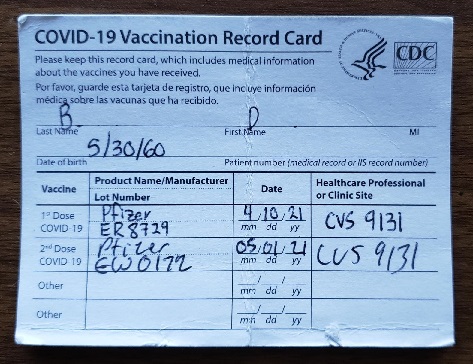 COVID-19 Vaccination Record Card
CDC
Please keep this record card, which includes medical information
about the vaccines you have received.
Por favor, guarde esta tarjeta de registro, que incluye información
médica sobre las vacunas que ha recibido.
B D
Last Name First Name MI
5/30/60
Date of birth Patient number (medical record or IIS record number)
Vaccine Product Name/Manufacturer Date Healthcare Professional
Lot Number or Clinic Site
1st Dose Pfizer 4/10/21 CVS 9131
COVID-19 ER8729 mm dd yy
2nd Dose Pfizer 05/01/21 CVS 9131
COVID-19 EW0172 mm dd yy
Other / /
mm dd yy
Other / /
mm dd yy